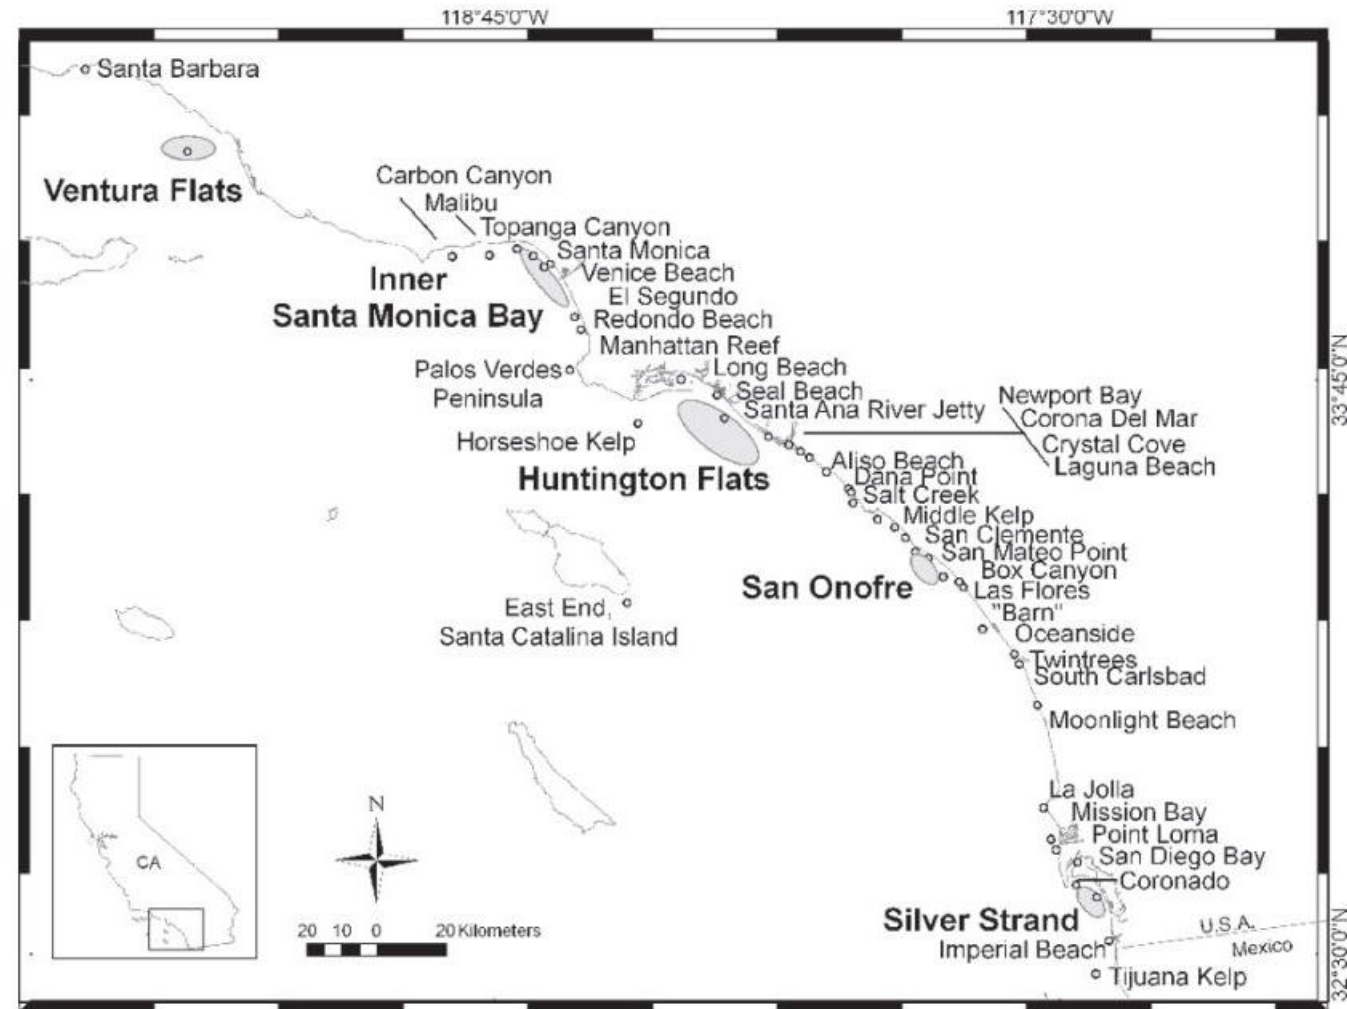 118°45'0"W
117°30'0"W
Santa Barbara
Ventura Flats
Carbon Canyon
Malibu
Topanga Canyon
Santa Monica
Inner
Santa Monica Bay
Venice Beach
El Segundo
Redondo Beach
Manhattan Reef
Palos Verdes
Peninsula
Long Beach
Seal Beach
Santa Ana River Jetty
Newport Bay
Corona Del Mar
Crystal Cove
Laguna Beach
33°45'0"N
Horseshoe Kelp
Huntington Flats
Aliso Beach
Dana Point
Salt Creek
Middle Kelp
San Clemente
San Mateo Point
San Onofre
Box Canyon
Las Flores
"Barn"
East End,
Santa Catalina Island
Oceanside
Twintrees
South Carlsbad
Moonlight Beach
La Jolla
Mission Bay
Point Loma
San Diego Bay
Coronado
Silver Strand
Imperial Beach
U.S.A.
Mexico
Tijuana Kelp
32°30'0"N
CA
N
20 10 0 20 Kilometers